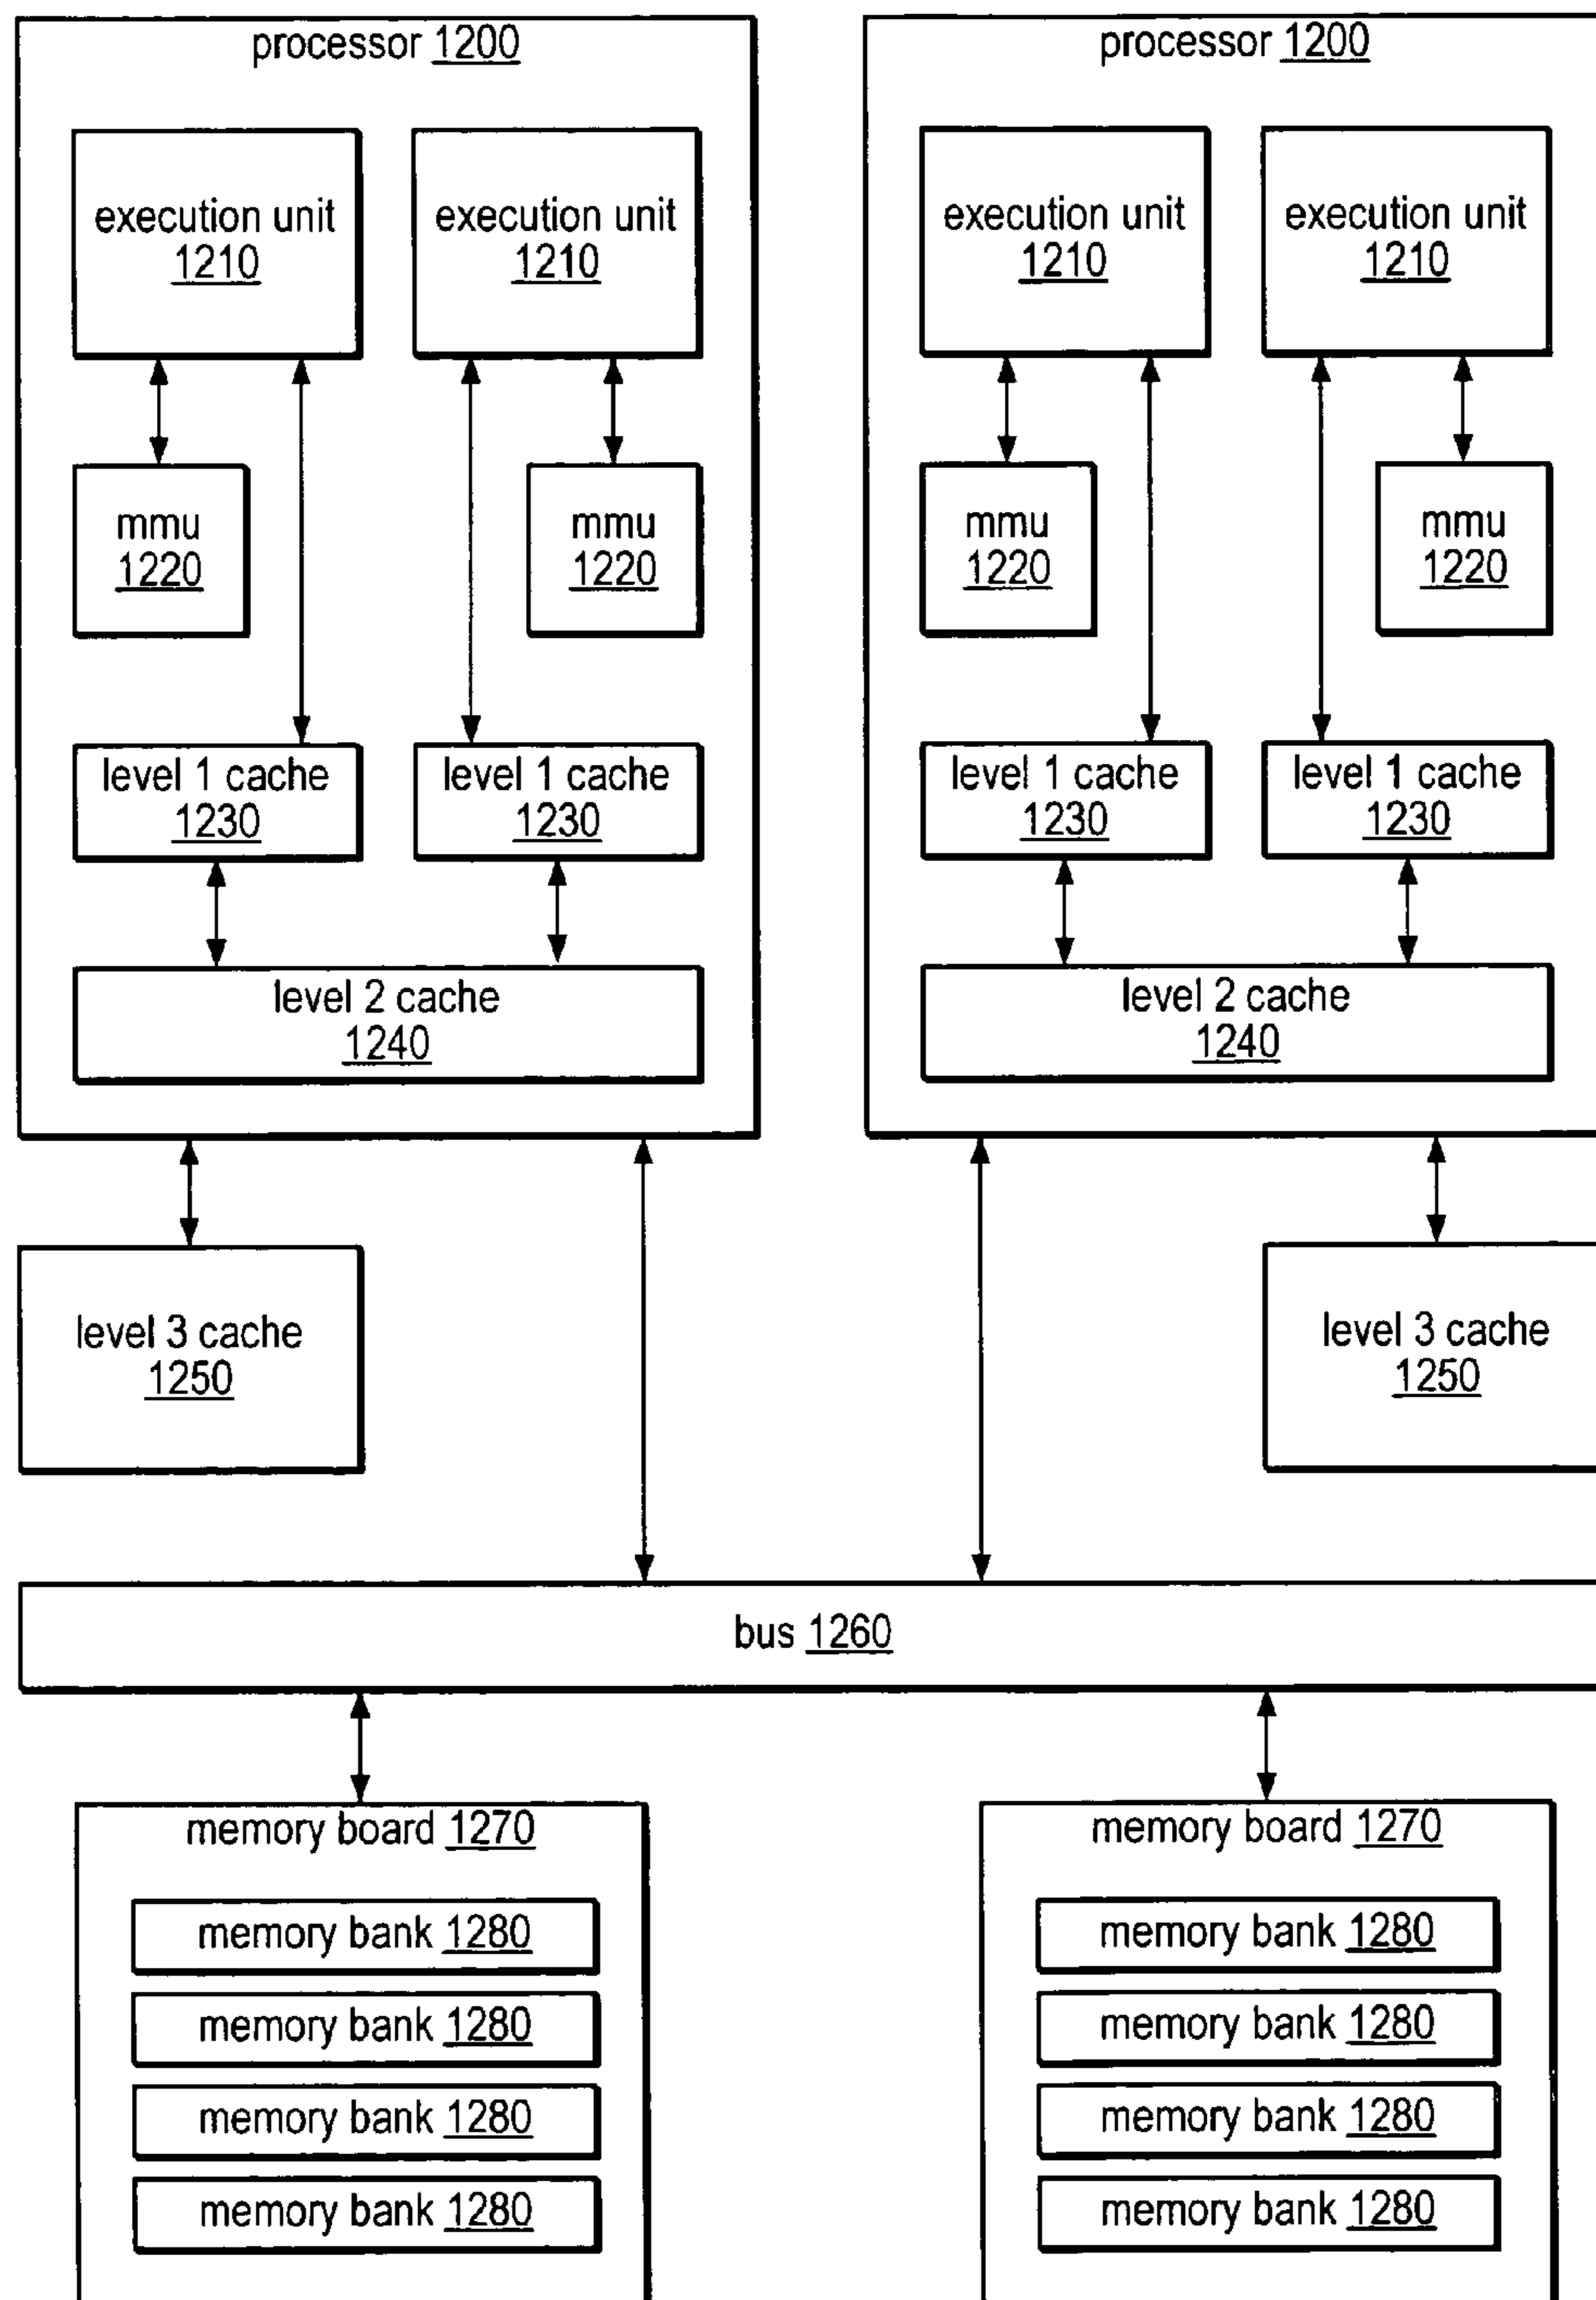 processor 1200
processor 1200
execution unit
1210
execution unit
1210
execution unit
1210
execution unit
1210
mmu
1220
mmu
1220
mmu
1220
mmu
1220
level 1 cache
1230
level 1 cache
1230
level 1 cache
1230
level 1 cache
1230
level 2 cache
1240
level 2 cache
1240
level 3 cache
1250
level 3 cache
1250
bus 1260
memory board 1270
memory bank 1280
memory bank 1280
memory bank 1280
memory bank 1280
memory board 1270
memory bank 1280
memory bank 1280
memory bank 1280
memory bank 1280